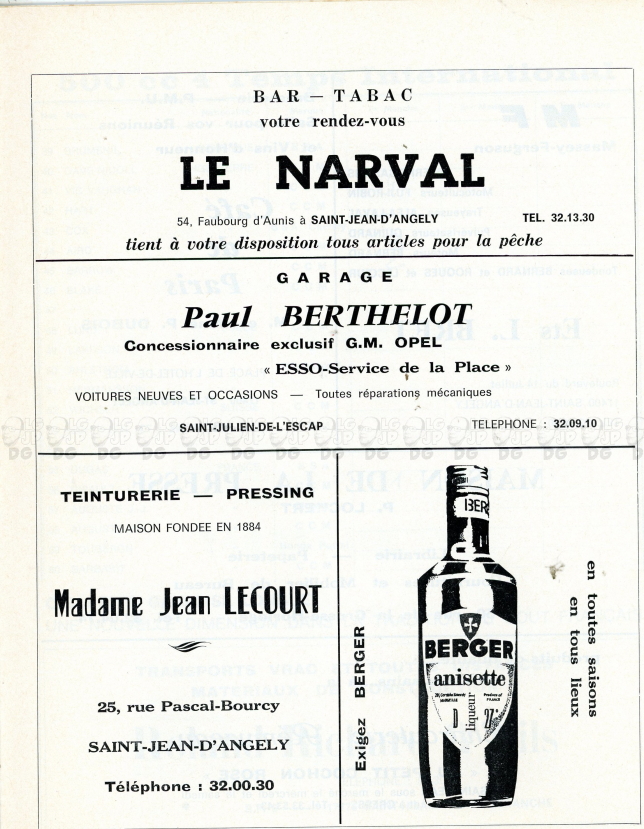 BAR — TABAC
votre rendez-vous
LE NARVAL
54, Faubourg d'Aunis à SAINT-JEAN-D'ANGELY TEL. 32.13.30
tient à votre disposition tous articles pour la pêche
GARAGE
Paul BERTHELOT
Concessionnaire exclusif G.M. OPEL
« ESSO-Service de la Place »
VOITURES NEUVES ET OCCASIONS — Toutes réparations mécaniques
SAINT-JULIEN-DE-L'ESCAP TELEPHONE : 32.09.10
TEINTURERIE — PRESSING
MAISON FONDEE EN 1884
Madame Jean LECOURT
25, rue Pascal-Bourcy
SAINT-JEAN-D'ANGELY
Téléphone : 32.00.30
Exigez BERGER
BERGER
anisette
liqueur
en toutes saisons
en tous lieux